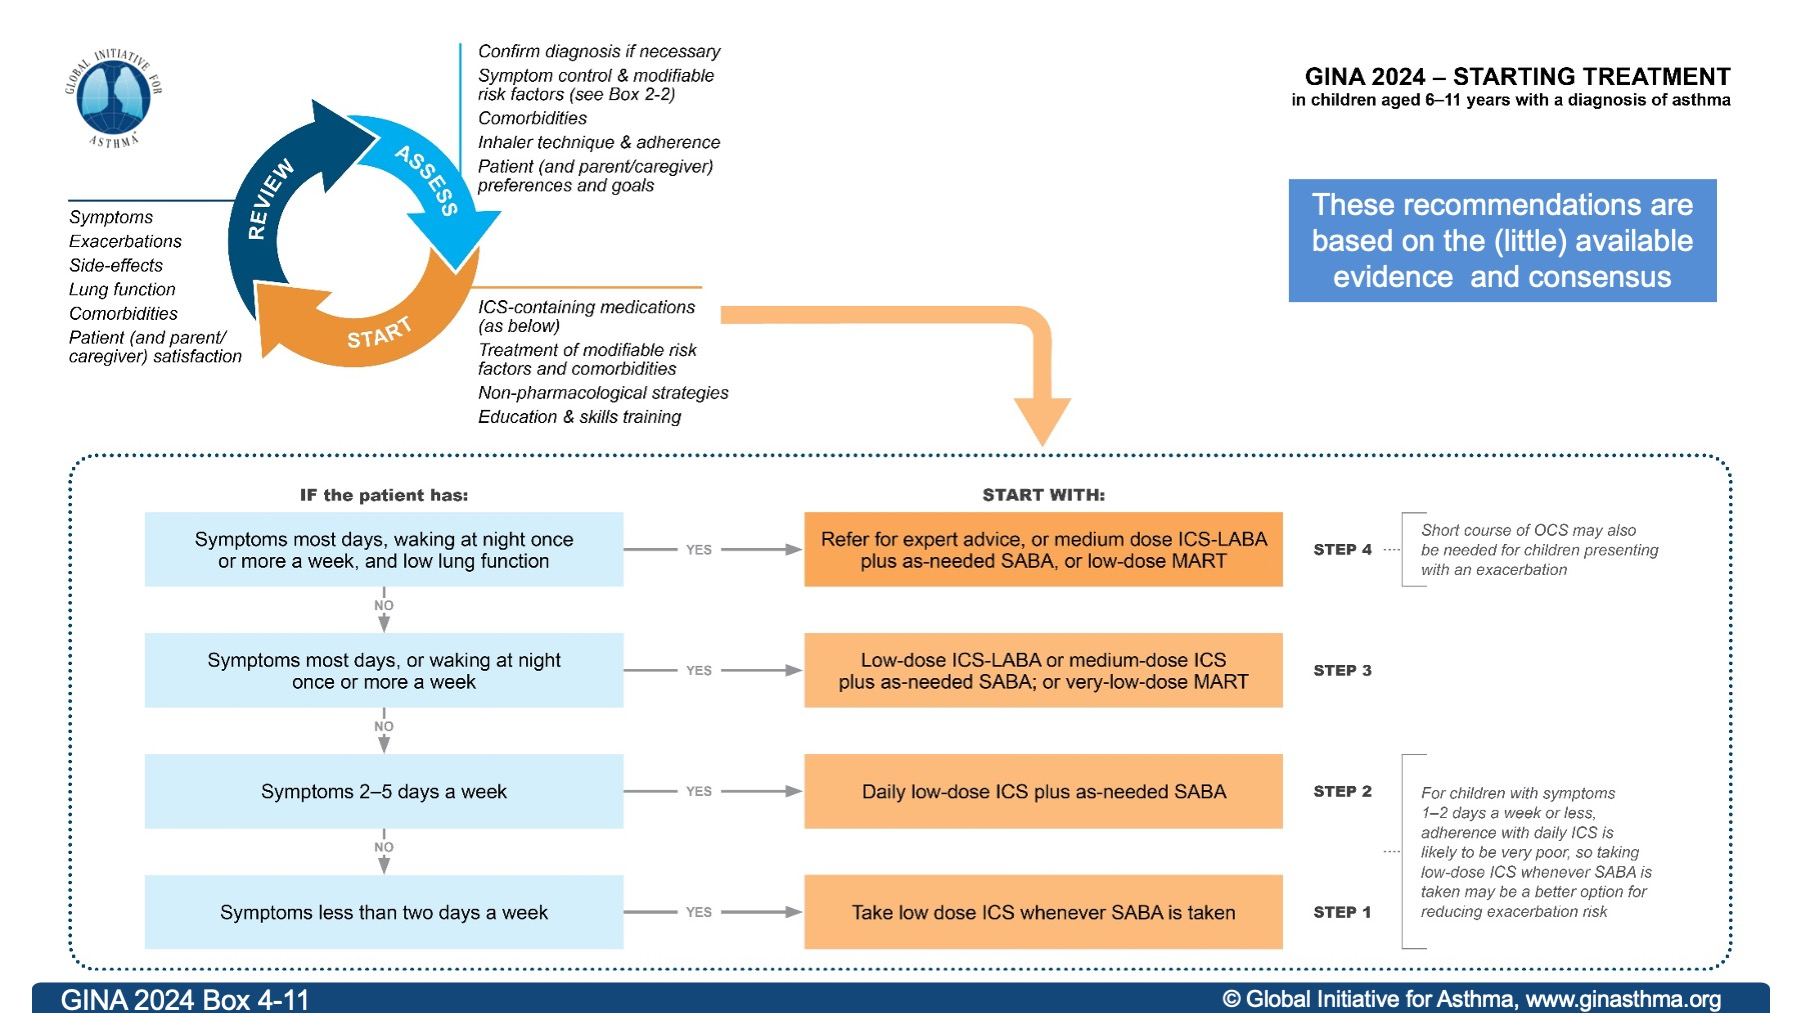 GLOBAL INITIATIVE FOR
ASTHMA
GINA 2024 – STARTING TREATMENT
in children aged 6–11 years with a diagnosis of asthma
These recommendations are
based on the (little) available
evidence and consensus
Confirm diagnosis if necessary
Symptom control & modifiable
risk factors (see Box 2-2)
Comorbidities
Inhaler technique & adherence
Patient (and parent/caregiver)
preferences and goals
REVIEW
ASSESS
START
Symptoms
Exacerbations
Side-effects
Lung function
Comorbidities
Patient (and parent/
caregiver) satisfaction
ICS-containing medications
(as below)
Treatment of modifiable risk
factors and comorbidities
Non-pharmacological strategies
Education & skills training
IF the patient has:
START WITH:
Symptoms most days, waking at night once
or more a week, and low lung function
YES
Refer for expert advice, or medium dose ICS-LABA
plus as-needed SABA, or low-dose MART
STEP 4
Short course of OCS may also
be needed for children presenting
with an exacerbation
NO
Symptoms most days, or waking at night
once or more a week
YES
Low-dose ICS-LABA or medium-dose ICS
plus as-needed SABA; or very-low-dose MART
STEP 3
NO
Symptoms 2–5 days a week
YES
Daily low-dose ICS plus as-needed SABA
STEP 2
NO
Symptoms less than two days a week
YES
Take low dose ICS whenever SABA is taken
STEP 1
For children with symptoms
1–2 days a week or less,
adherence with daily ICS is
likely to be very poor, so taking
low-dose ICS whenever SABA is
taken may be a better option for
reducing exacerbation risk
GINA 2024 Box 4-11
© Global Initiative for Asthma, www.ginasthma.org